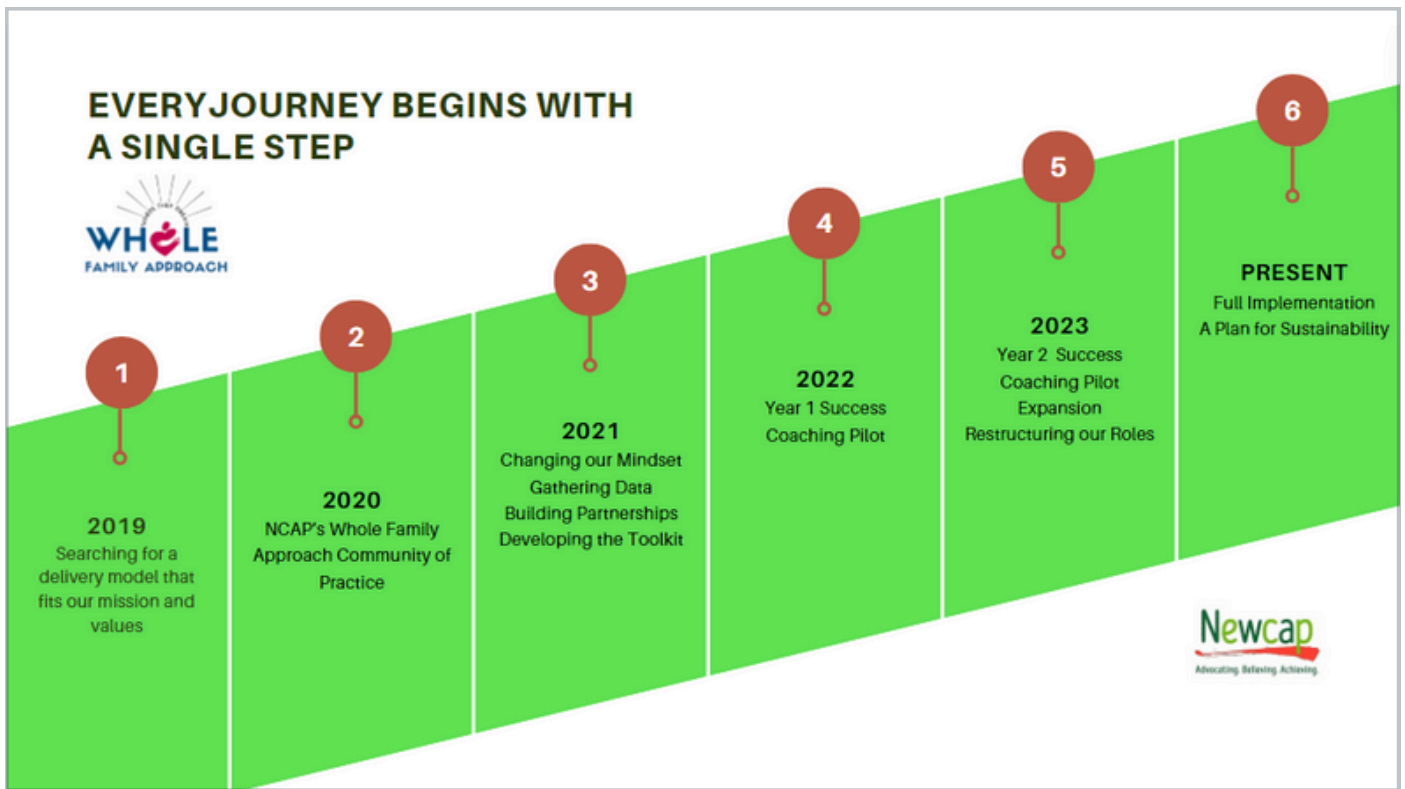 EVERYJOURNEY BEGINS WITH
A SINGLE STEP
WHOLE
FAMILY APPROACH
1
2019
Searching for a
delivery model that
fits our mission and
values
2
2020
NCAP's Whole Family
Approach Community of
Practice
3
2021
Changing our Mindset
Gathering Data
Building Partnerships
Developing the Toolkit
4
2022
Year 1 Success
Coaching Pilot
5
2023
Year 2 Success
Coaching Pilot
Expansion
Restructuring our Roles
6
PRESENT
Full Implementation
A Plan for Sustainability
Newcap
Advocating. Believing. Achieving.